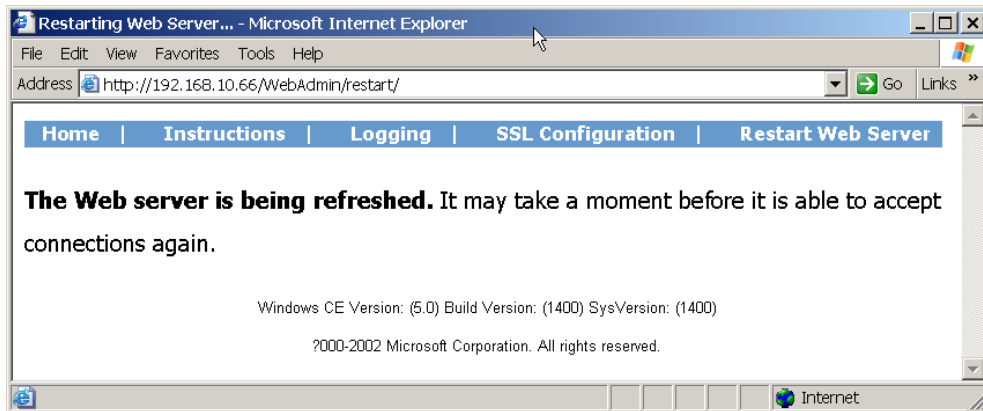 Restarting Web Server... - Microsoft Internet Explorer
File Edit View Favorites Tools Help
Address http://192.168.10.66/WebAdmin/restart/ Go Links »
Home | Instructions | Logging | SSL Configuration | Restart Web Server
The Web server is being refreshed. It may take a moment before it is able to accept
connections again.
Windows CE Version: (5.0) Build Version: (1400) SysVersion: (1400)
?000-2002 Microsoft Corporation. All rights reserved.
Internet